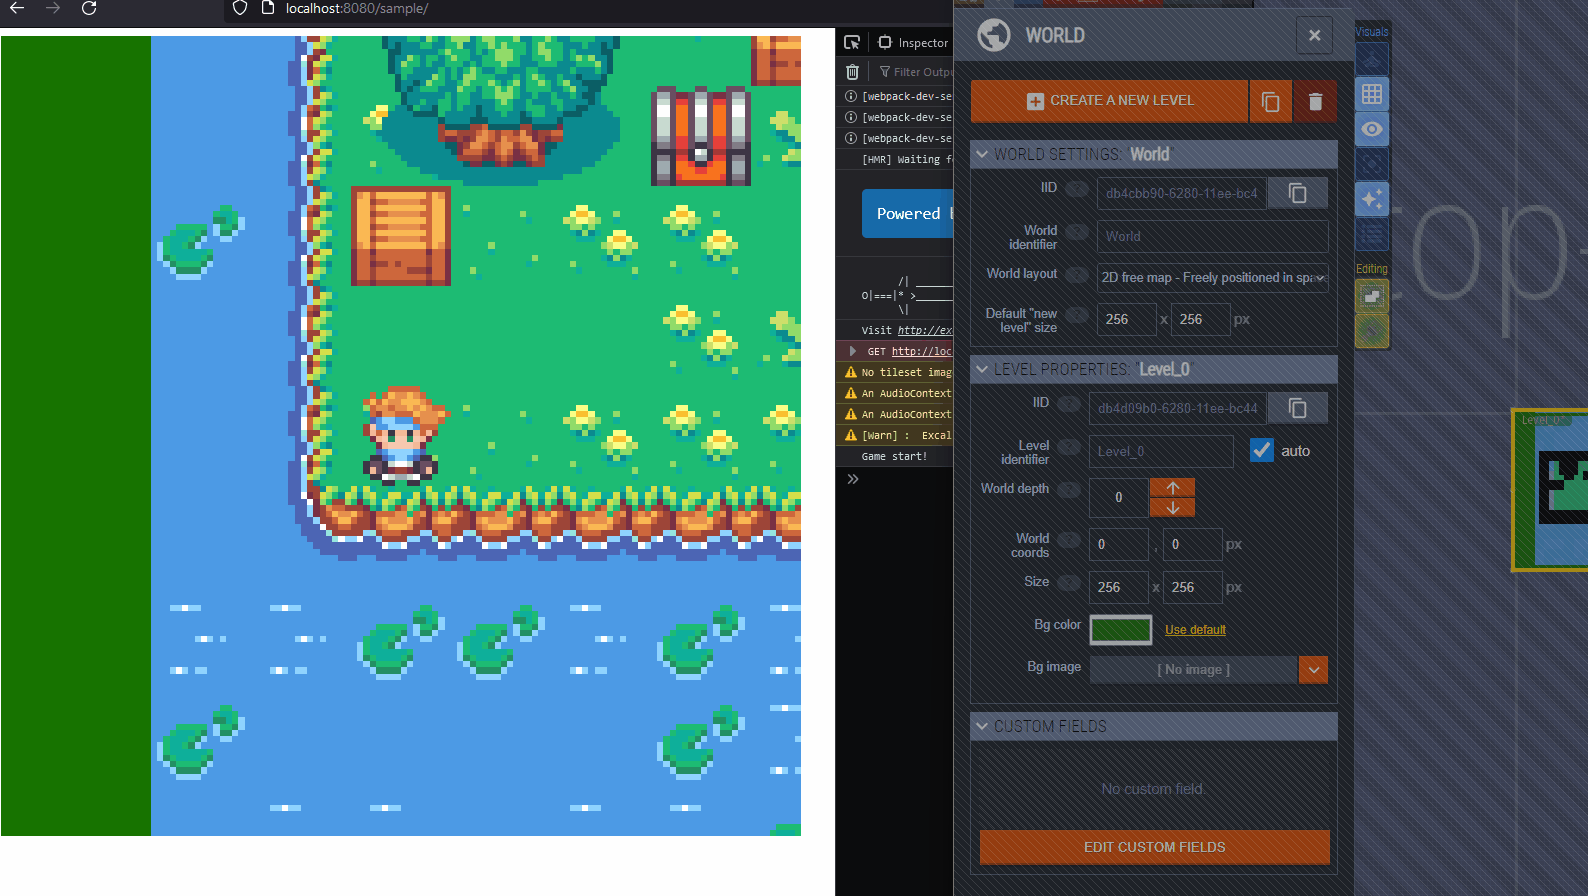 localhost:8080/sample/
Inspector
Filter Outpu
[webpack-dev-se
[webpack-dev-se
[webpack-dev-se
[HMR] Waiting fo
Powered
/| ______
O|===|* >______
\|
Visit http://ex
GET http://loc
No tileset imag
An AudioContext
An AudioContext
[Warn] : Excal
Game start!
WORLD
CREATE A NEW LEVEL
WORLD SETTINGS: "World"
IID ? db4cbb90-6280-11ee-bc4
World identifier ? World
World layout ? 2D free map - Freely positioned in spa
Default "new level" size ? 256 x 256 px
LEVEL PROPERTIES: "Level_0"
IID ? db4d09b0-6280-11ee-bc44
Level identifier ? Level_0 auto
World depth ? 0
World coords ? 0 , 0 px
Size ? 256 x 256 px
Bg color Use default
Bg image [ No image ]
CUSTOM FIELDS
No custom field.
EDIT CUSTOM FIELDS
Visuals
Editing
top-
Level_0*